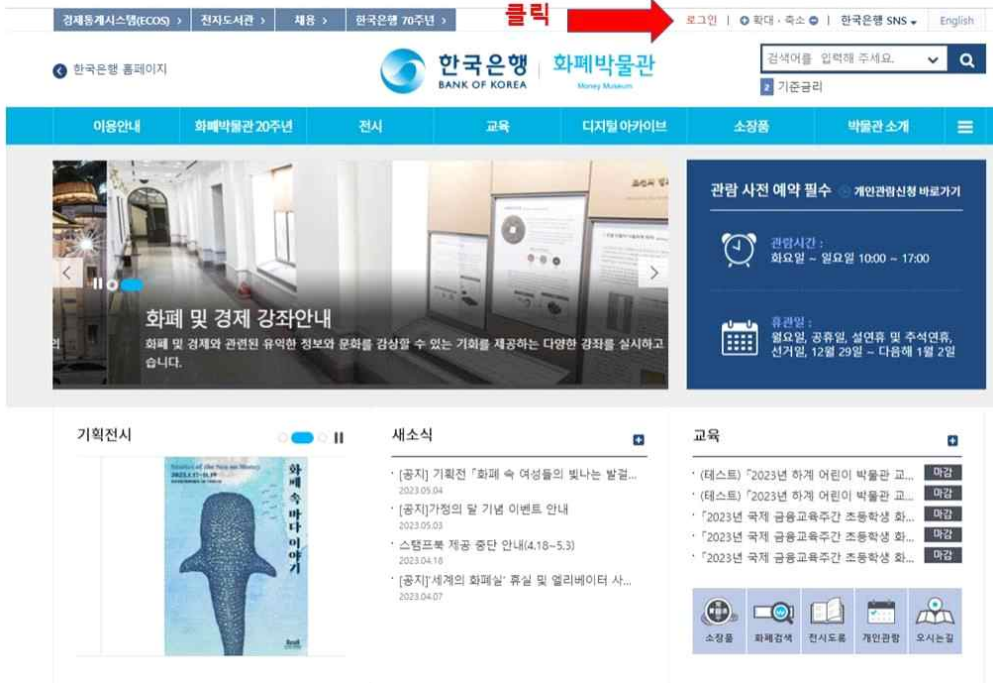 경제통계시스템(ECOS) > 전자도서관 > 채용 > 한국은행 70주년 >
클릭
로그인 | 확대 · 축소 | 한국은행 SNS English
한국은행 홈페이지
한국은행
BANK OF KOREA
화폐박물관
Money Museum
검색어를 입력해 주세요.
2 기준금리
이용안내 화폐박물관 20주년 전시 교육 디지털 아카이브 소장품 박물관 소개
화폐 및 경제 강좌안내
화폐 및 경제와 관련된 유익한 정보와 문화를 감상할 수 있는 기회를 제공하는 다양한 강좌를 실시하고
습니다.
관람 사전 예약 필수 개인관람신청 바로가기
관람시간 :
화요일 ~ 일요일 10:00 ~ 17:00
휴관일 :
월요일, 공휴일, 설연휴 및 추석연휴,
선거일, 12월 29일 ~ 다음해 1월 2일
기획전시
화폐 속 바다 이야기
새소식
[공지] 기획전 「화폐 속 여성들의 빛나는 발걸...
2023.05.04
[공지]가정의 달 기념 이벤트 안내
2023.05.03
스탬프북 제공 중단 안내(4.18~5.3)
2023.04.18
[공지]'세계의 화폐실' 휴실 및 엘리베이터 사...
2023.04.07
교육
(테스트) 「2023년 하계 어린이 박물관 교... 마감
(테스트) 「2023년 하계 어린이 박물관 교... 마감
「2023년 국제 금융교육주간 초등학생 화... 마감
「2023년 국제 금융교육주간 초등학생 화... 마감
「2023년 국제 금융교육주간 초등학생 화... 마감
소장품 화폐검색 전시도록 개인관람 오시는길